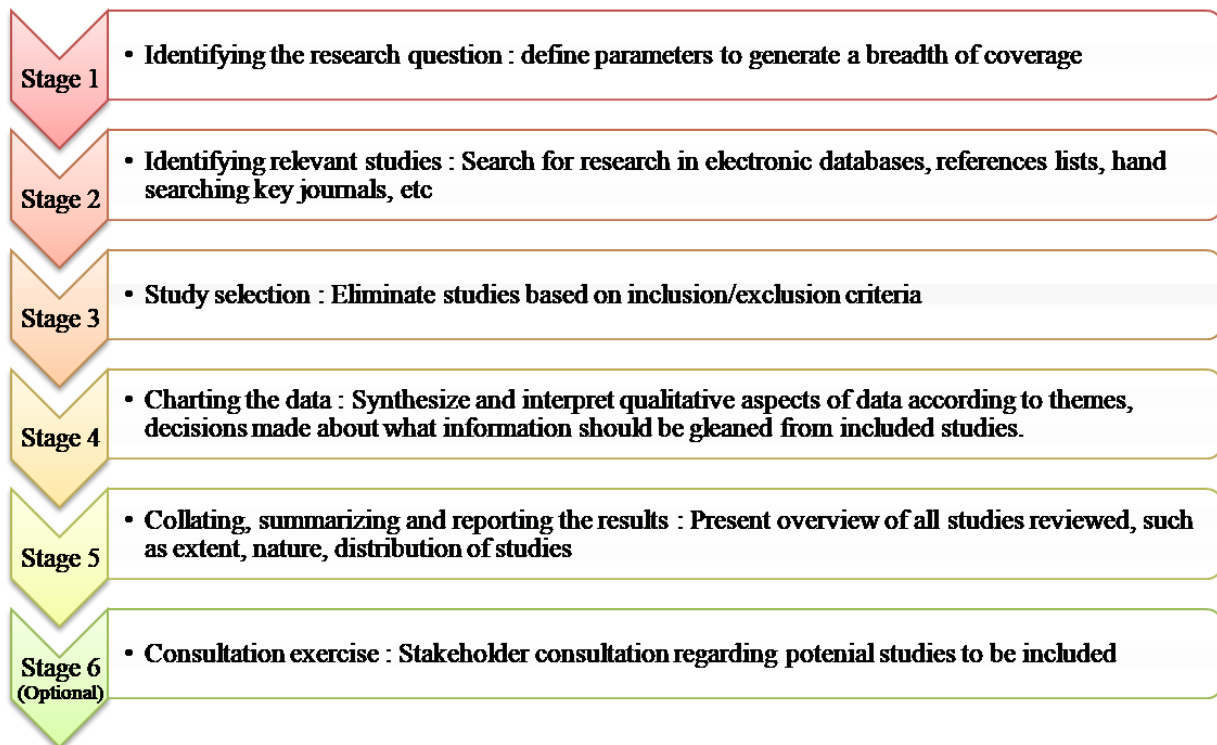 Stage 1
• Identifying the research question : define parameters to generate a breadth of coverage
Stage 2
• Identifying relevant studies : Search for research in electronic databases, references lists, hand
searching key journals, etc
Stage 3
• Study selection : Eliminate studies based on inclusion/exclusion criteria
Stage 4
• Charting the data : Synthesize and interpret qualitative aspects of data according to themes,
decisions made about what information should be gleaned from included studies.
Stage 5
• Collating, summarizing and reporting the results : Present overview of all studies reviewed, such
as extent, nature, distribution of studies
Stage 6
(Optional)
• Consultation exercise : Stakeholder consultation regarding potenial studies to be included